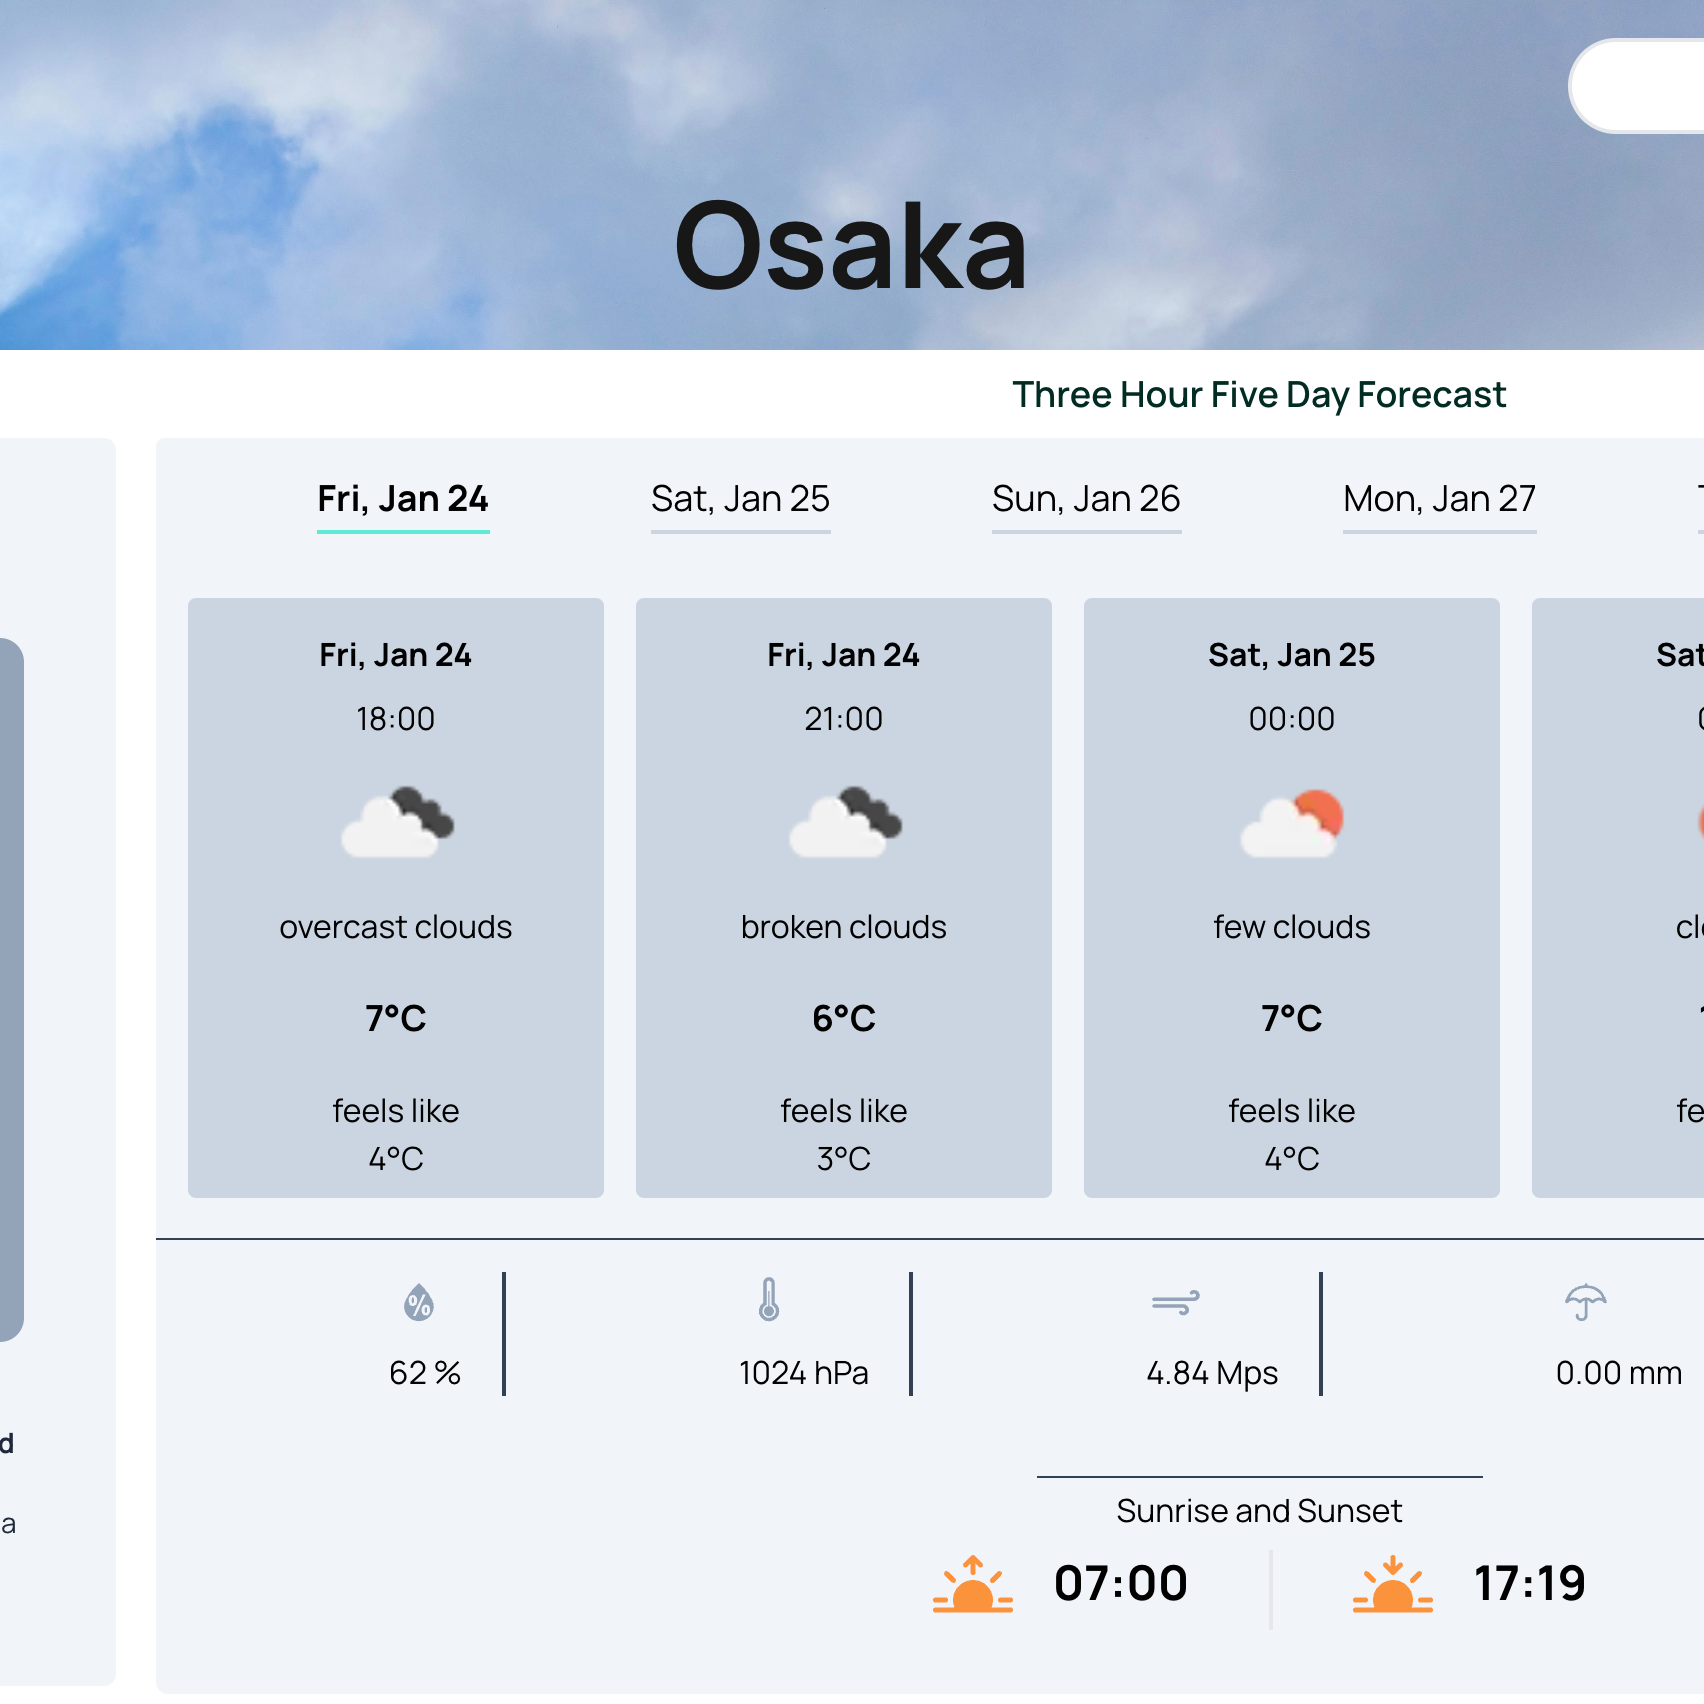 Osaka
Three Hour Five Day Forecast
Fri, Jan 24
Sat, Jan 25
Sun, Jan 26
Mon, Jan 27
Fri, Jan 24
18:00
overcast clouds
7°C
feels like
4°C
Fri, Jan 24
21:00
broken clouds
6°C
feels like
3°C
Sat, Jan 25
00:00
few clouds
7°C
feels like
4°C
Sat
62 %
1024 hPa
4.84 Mps
0.00 mm
Sunrise and Sunset
07:00
17:19